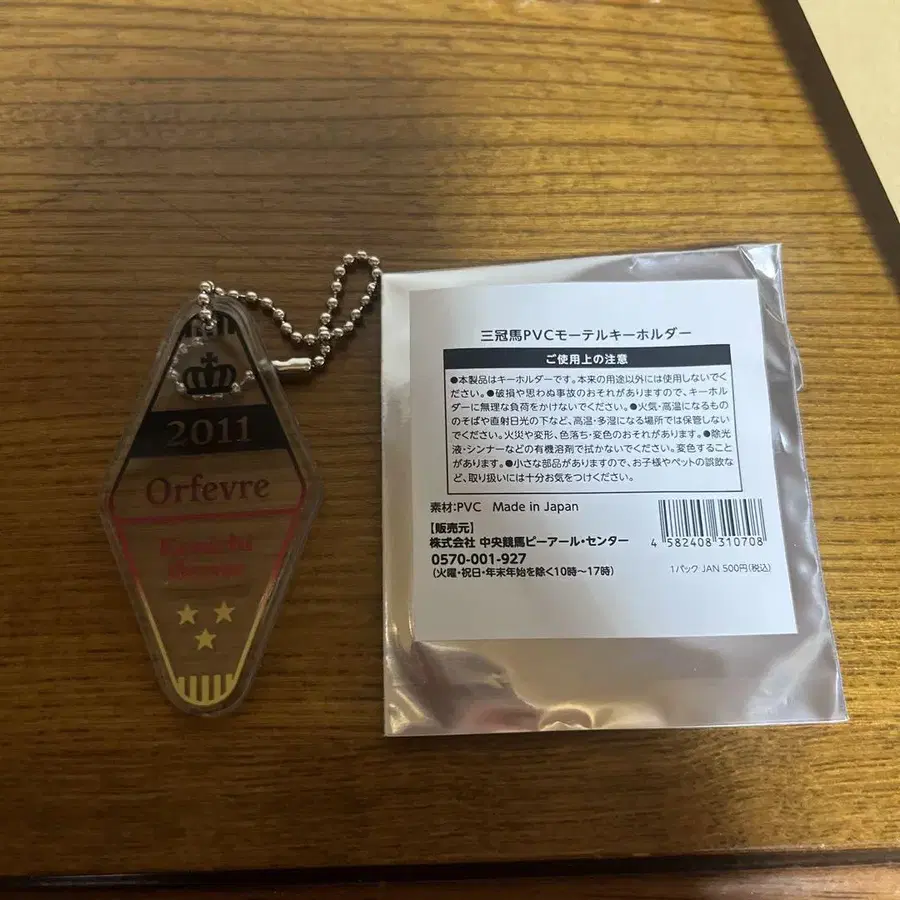 2011
Orfevre
Kenichi
三冠馬PVCモーテルキーホルダー
ご使用上の注意
●本製品はキーホルダーです。本来の用途以外には使用しないでく
ださい。●破損や思わぬ事故のおそれがありますので、キーホル
ダーに無理な負荷をかけないでください。●火気・高温になるもの
のそばや直射日光の下など、高温・多湿になる場所では保管しない
でください。火災や変形、色落ち・変色のおそれがあります。●除光
液・シンナーなどの有機溶剤で拭かないでください。変色すること
があります。●小さな部品がありますので、お子様やペットの誤飲な
ど、取り扱いには十分お気をつけください。
素材:PVC Made in Japan
【販売元】
株式会社 中央競馬ピーアール・センター
0570-001-927
(火曜・祝日・年末年始を除く10時〜17時)
4 582408 310708
1パック JAN 500円(税込)